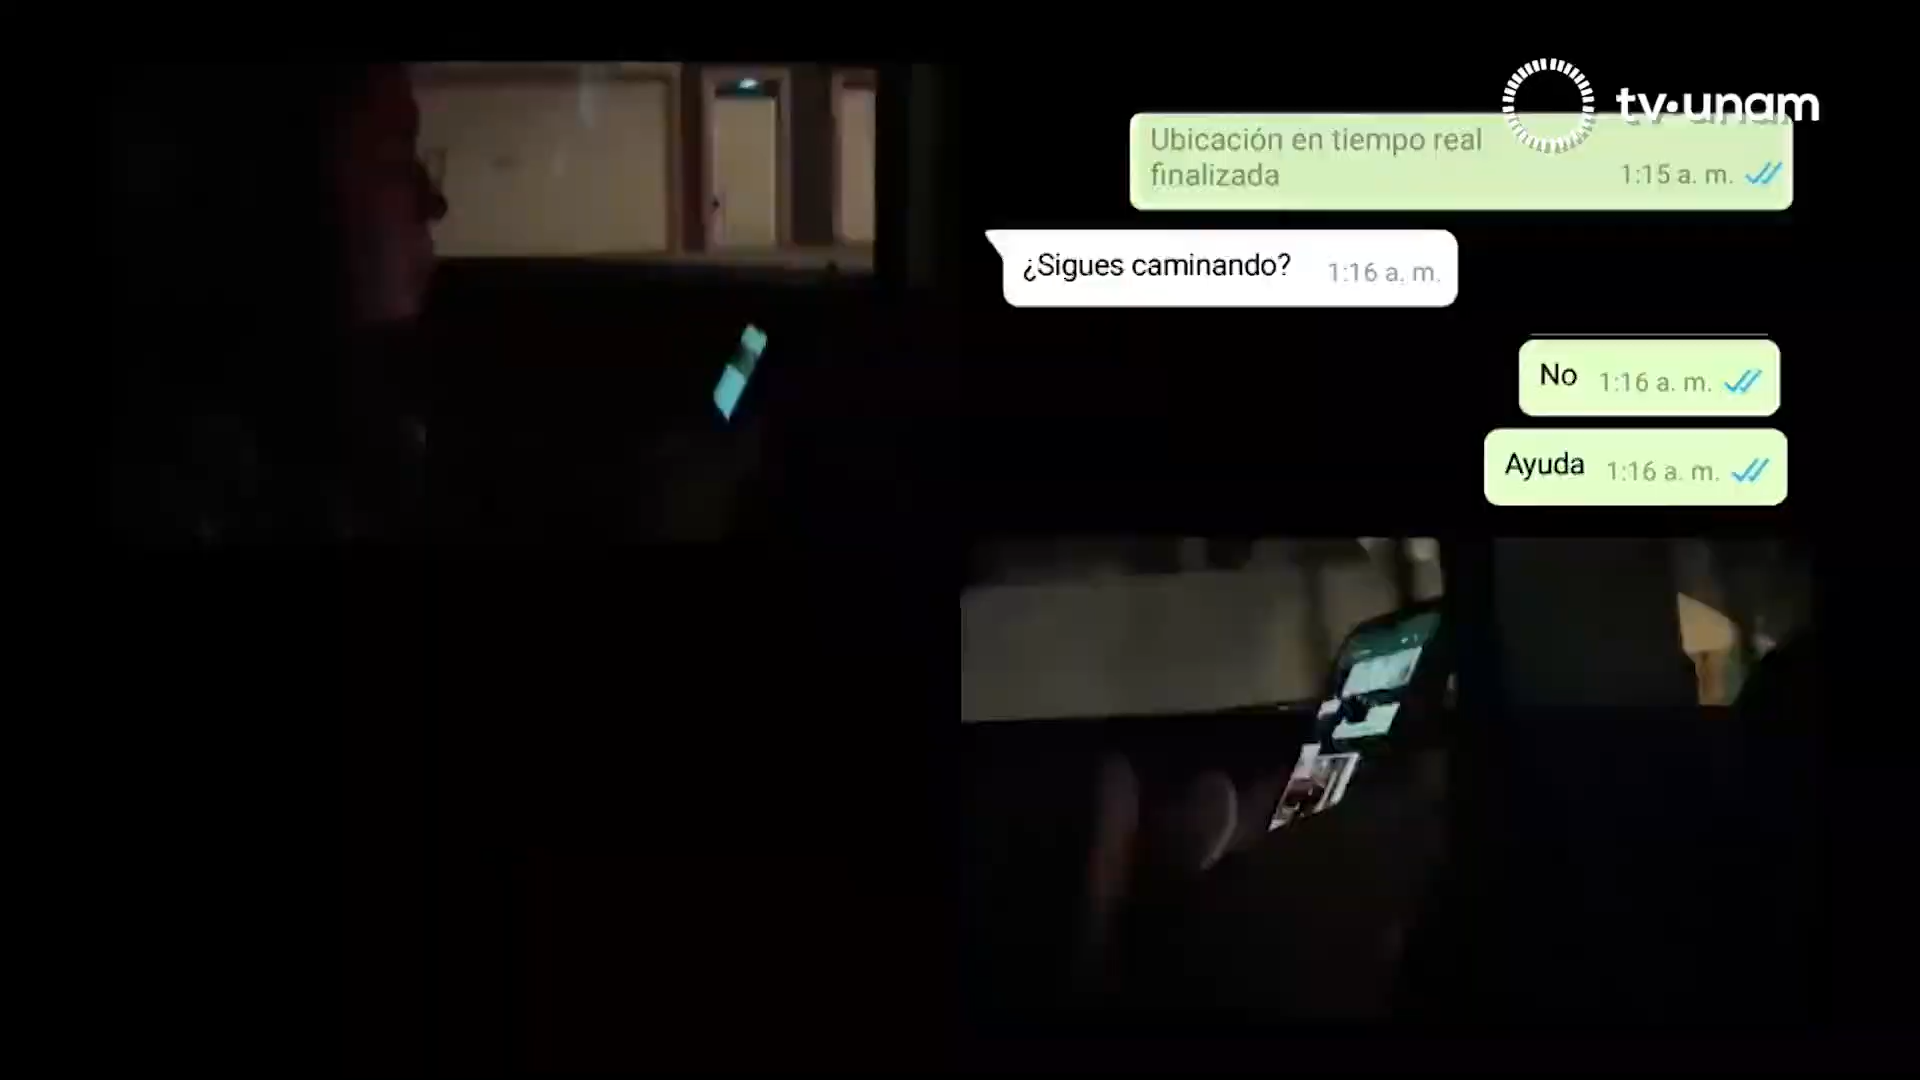 tv·unam
Ubicación en tiempo real
finalizada
1:15 a. m.
¿Sigues caminando? 1:16 a. m.
No 1:16 a. m.
Ayuda 1:16 a. m.